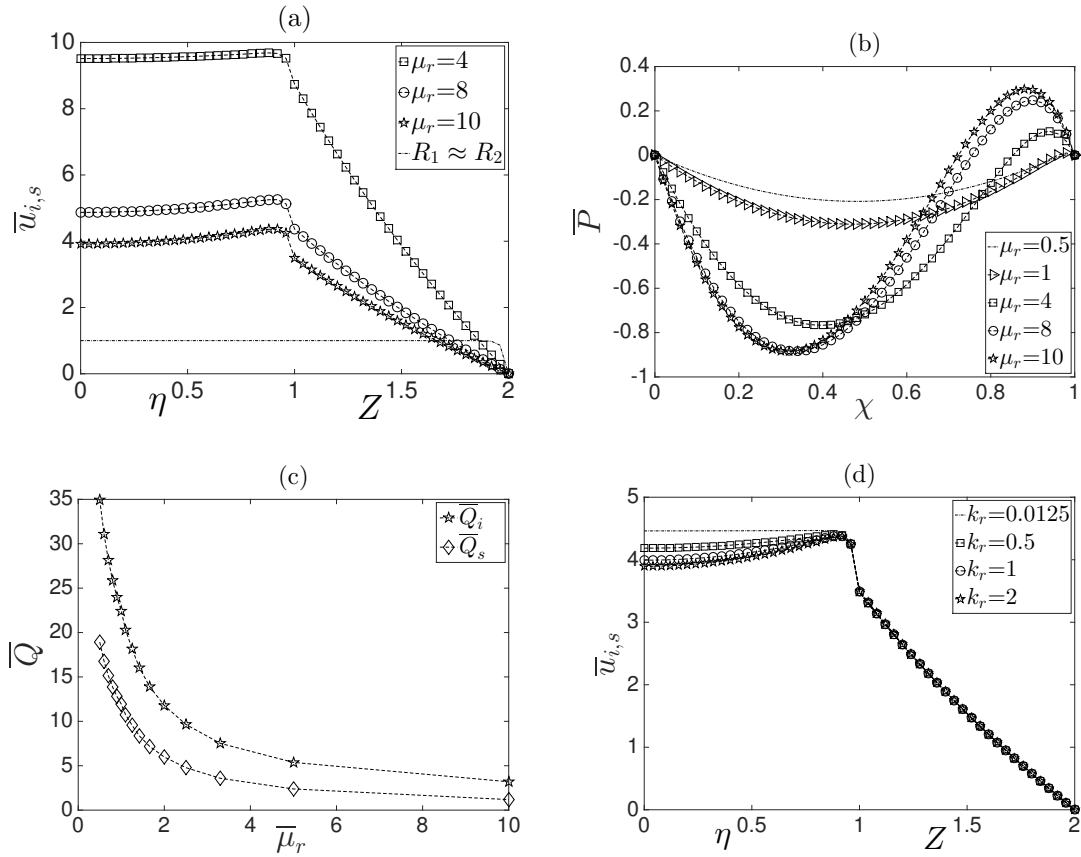 (a)
10
8
6
4
2
0
u̅_{i,s}
μ_r=4
μ_r=8
μ_r=10
R_1 ≈ R_2
0 0.5 1 1.5 2
η Z
(b)
0.4
0.2
0
-0.2
-0.4
-0.6
-0.8
-1
P̅
μ_r=0.5
μ_r=1
μ_r=4
μ_r=8
μ_r=10
0 0.2 0.4 0.6 0.8 1
χ
(c)
35
30
25
20
15
10
5
0
Q̅
Q̅_i
Q̅_s
0 2 4 6 8 10
μ̅_r
(d)
5
4
3
2
1
0
u̅_{i,s}
k_r=0.0125
k_r=0.5
k_r=1
k_r=2
0 0.5 1 1.5 2
η Z